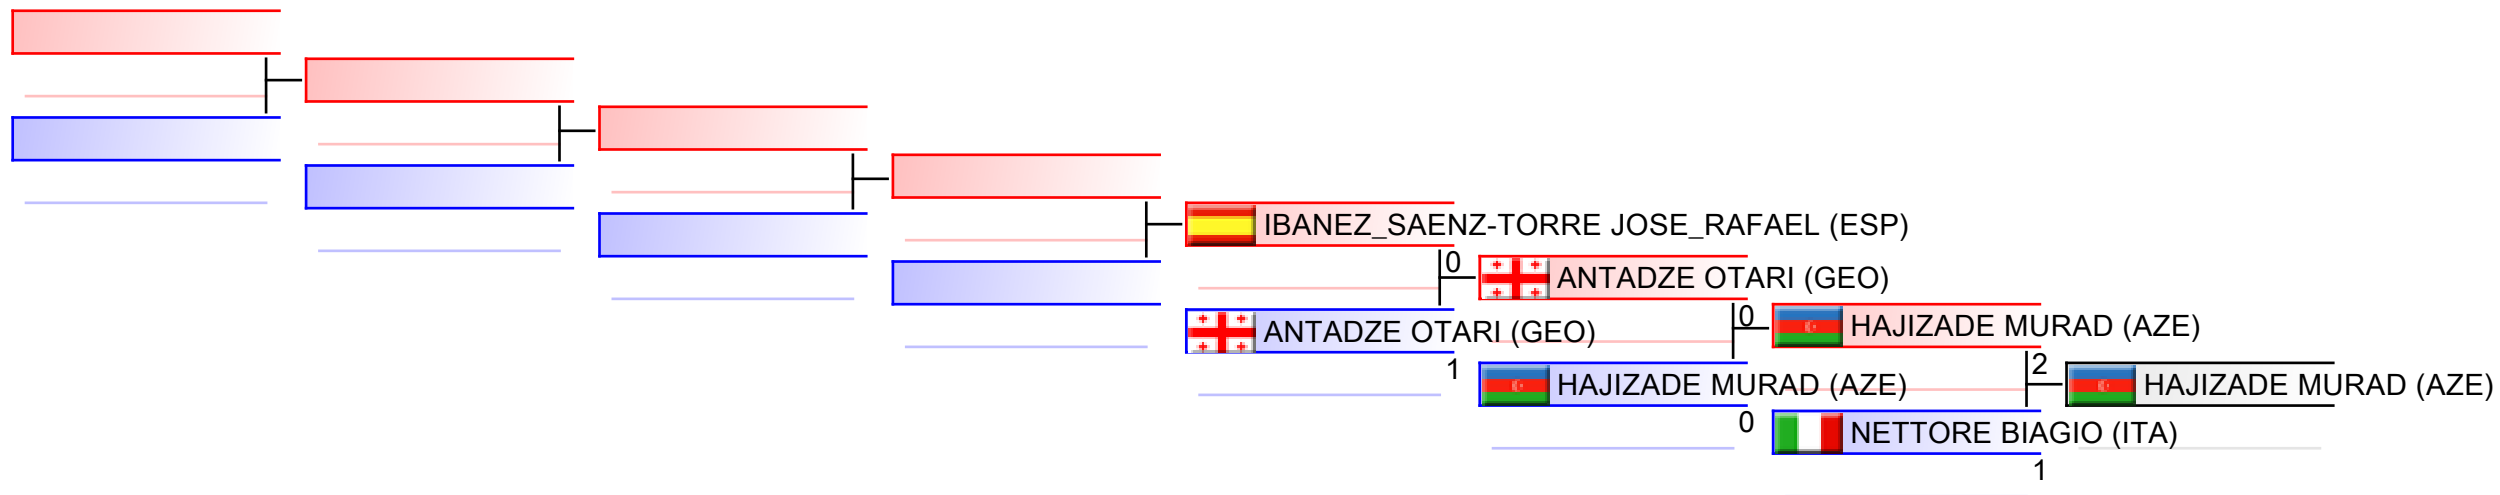 IBANEZ_SAENZ-TORRE JOSE_RAFAEL (ESP)
0
ANTADZE OTARI (GEO)
ANTADZE OTARI (GEO)
1
0
HAJIZADE MURAD (AZE)
HAJIZADE MURAD (AZE)
0
2
HAJIZADE MURAD (AZE)
NETTORE BIAGIO (ITA)
1